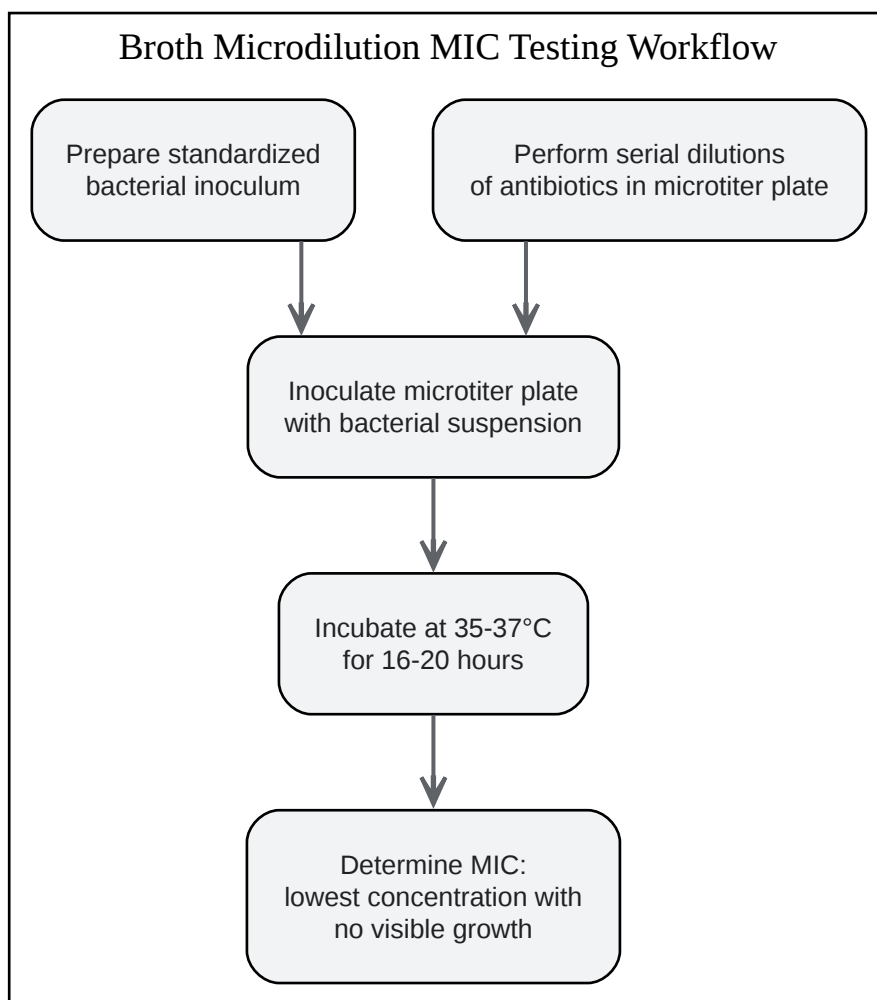 Broth Microdilution MIC Testing Workflow
Prepare standardized
bacterial inoculum
Perform serial dilutions
of antibiotics in microtiter plate
Inoculate microtiter plate
with bacterial suspension
Incubate at 35-37°C
for 16-20 hours
Determine MIC:
lowest concentration with
no visible growth